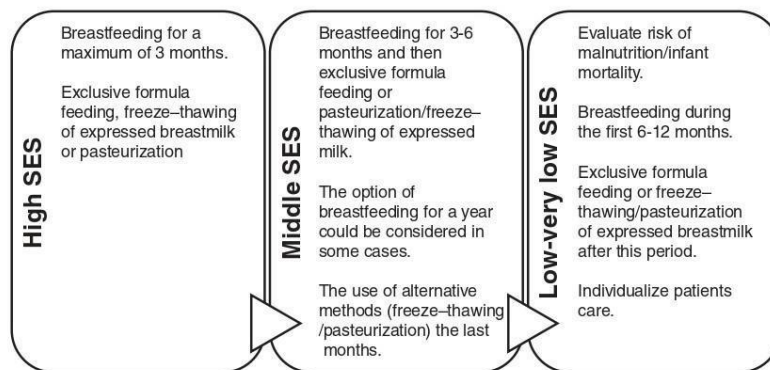 High SES
Breastfeeding for a
maximum of 3 months.
Exclusive formula
feeding, freeze–thawing
of expressed breastmilk
or pasteurization
Middle SES
Breastfeeding for 3-6
months and then
exclusive formula
feeding or
pasteurization/freeze–
thawing of expressed
milk.
The option of
breastfeeding for a year
could be considered in
some cases.
The use of alternative
methods (freeze–thawing
/pasteurization) the last
months.
Low-very low SES
Evaluate risk of
malnutrition/infant
mortality.
Breastfeeding during
the first 6-12 months.
Exclusive formula
feeding or freeze–
thawing/pasteurization
of expressed breastmilk
after this period.
Individualize patients
care.